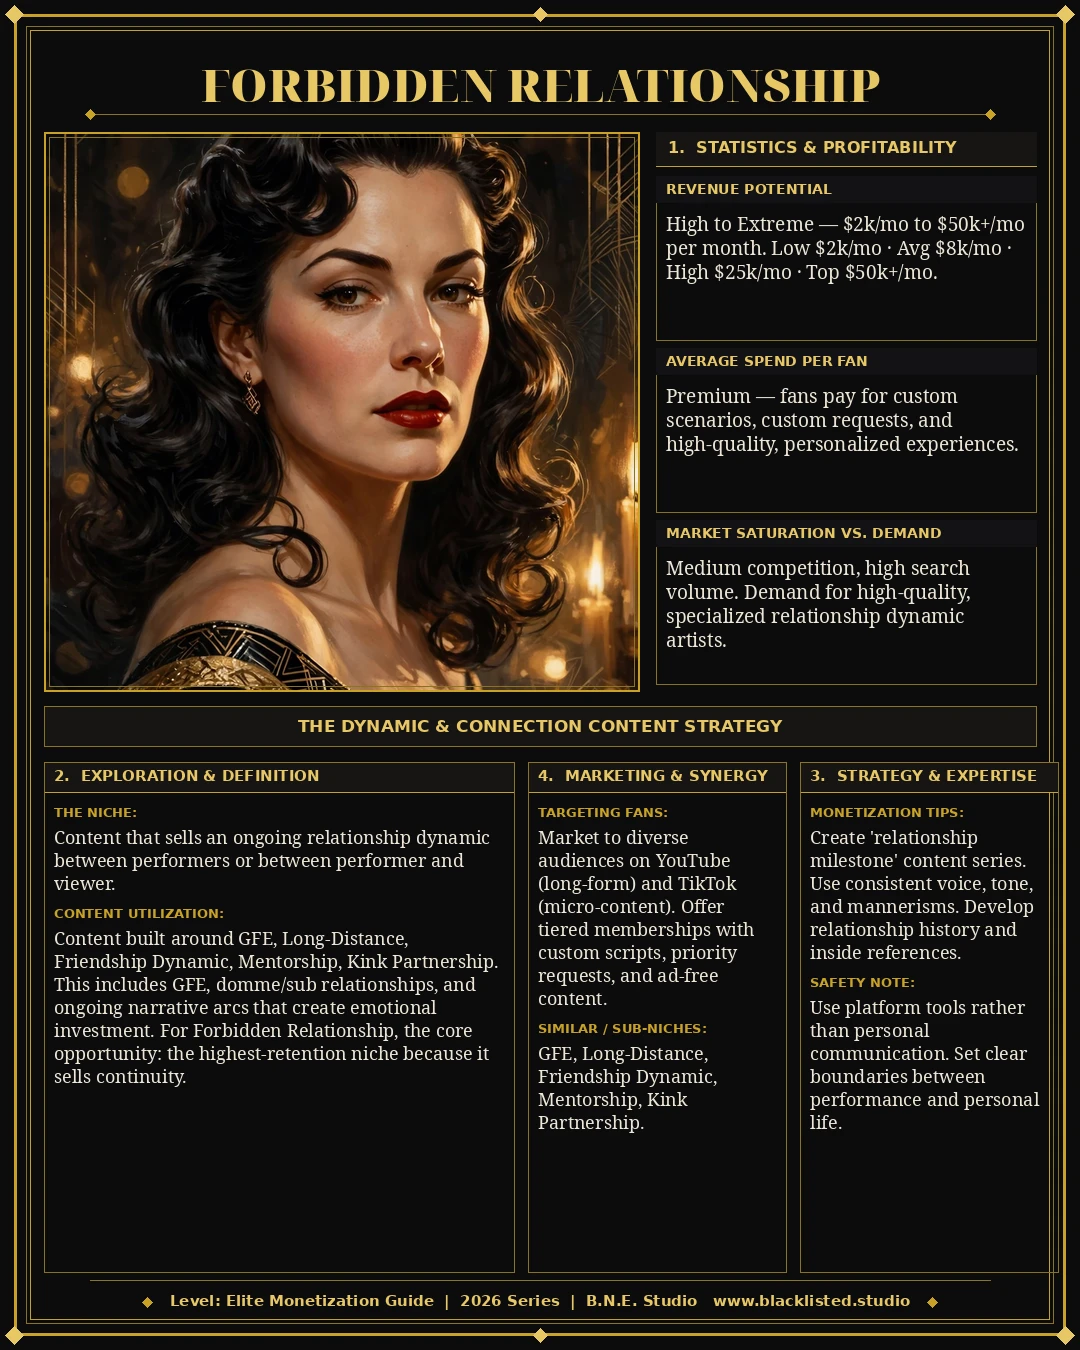 FORBIDDEN RELATIONSHIP
1. STATISTICS & PROFITABILITY
REVENUE POTENTIAL
High to Extreme — $2k/mo to $50k+/mo
per month. Low $2k/mo · Avg $8k/mo ·
High $25k/mo · Top $50k+/mo.
AVERAGE SPEND PER FAN
Premium — fans pay for custom
scenarios, custom requests, and
high-quality, personalized experiences.
MARKET SATURATION VS. DEMAND
Medium competition, high search
volume. Demand for high-quality,
specialized relationship dynamic
artists.
THE DYNAMIC & CONNECTION CONTENT STRATEGY
2. EXPLORATION & DEFINITION
THE NICHE:
Content that sells an ongoing relationship dynamic
between performers or between performer and
viewer.
CONTENT UTILIZATION:
Content built around GFE, Long-Distance,
Friendship Dynamic, Mentorship, Kink Partnership.
This includes GFE, domme/sub relationships, and
ongoing narrative arcs that create emotional
investment. For Forbidden Relationship, the core
opportunity: the highest-retention niche because it
sells continuity.
4. MARKETING & SYNERGY
TARGETING FANS:
Market to diverse
audiences on YouTube
(long-form) and TikTok
(micro-content). Offer
tiered memberships with
custom scripts, priority
requests, and ad-free
content.
SIMILAR / SUB-NICHES:
GFE, Long-Distance,
Friendship Dynamic,
Mentorship, Kink
Partnership.
3. STRATEGY & EXPERTISE
MONETIZATION TIPS:
Create 'relationship
milestone' content series.
Use consistent voice, tone,
and mannerisms. Develop
relationship history and
inside references.
SAFETY NOTE:
Use platform tools rather
than personal
communication. Set clear
boundaries between
performance and personal
life.
Level: Elite Monetization Guide | 2026 Series | B.N.E. Studio www.blacklisted.studio